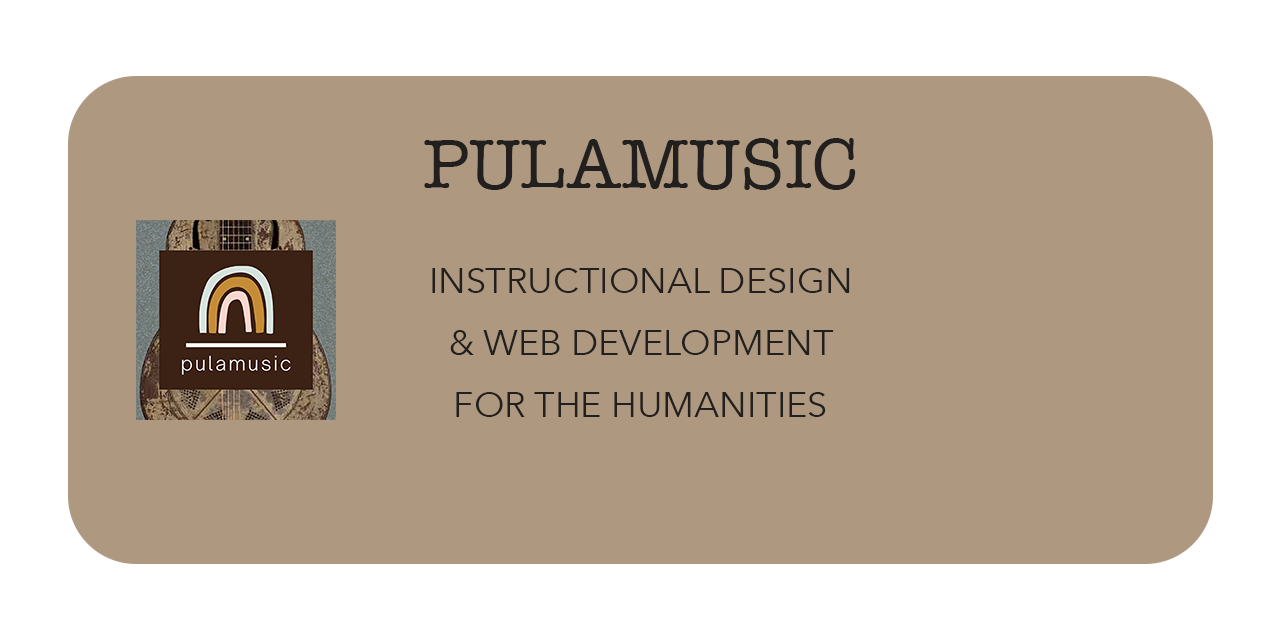 PULAMUSIC
pulamusic
INSTRUCTIONAL DESIGN
& WEB DEVELOPMENT
FOR THE HUMANITIES